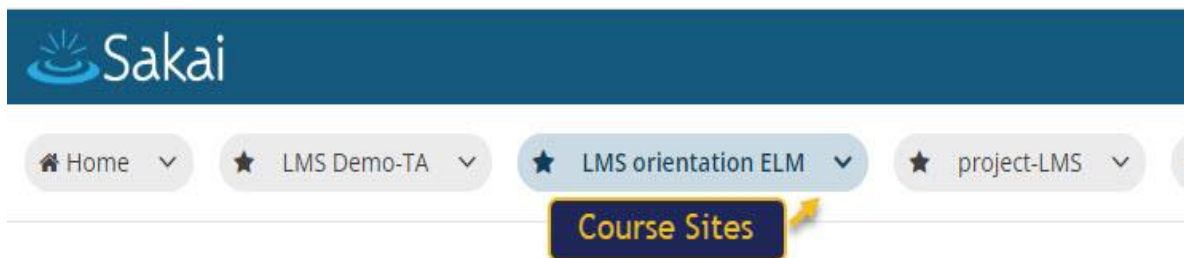 Sakai
Home LMS Demo-TA LMS orientation ELM project-LMS
Course Sites